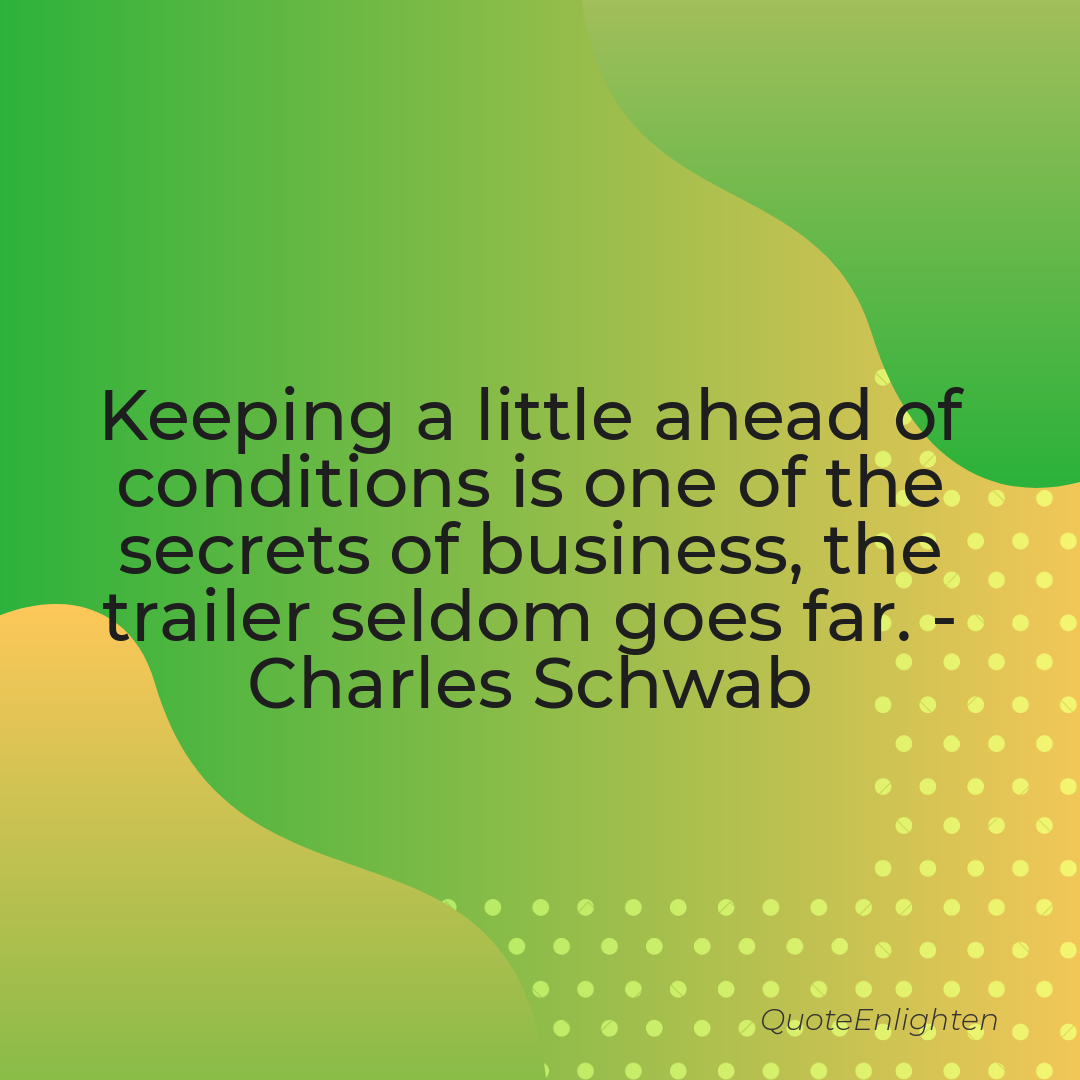 Keeping a little ahead of
conditions is one of the
secrets of business, the
trailer seldom goes far. -
Charles Schwab
QuoteEnlighten